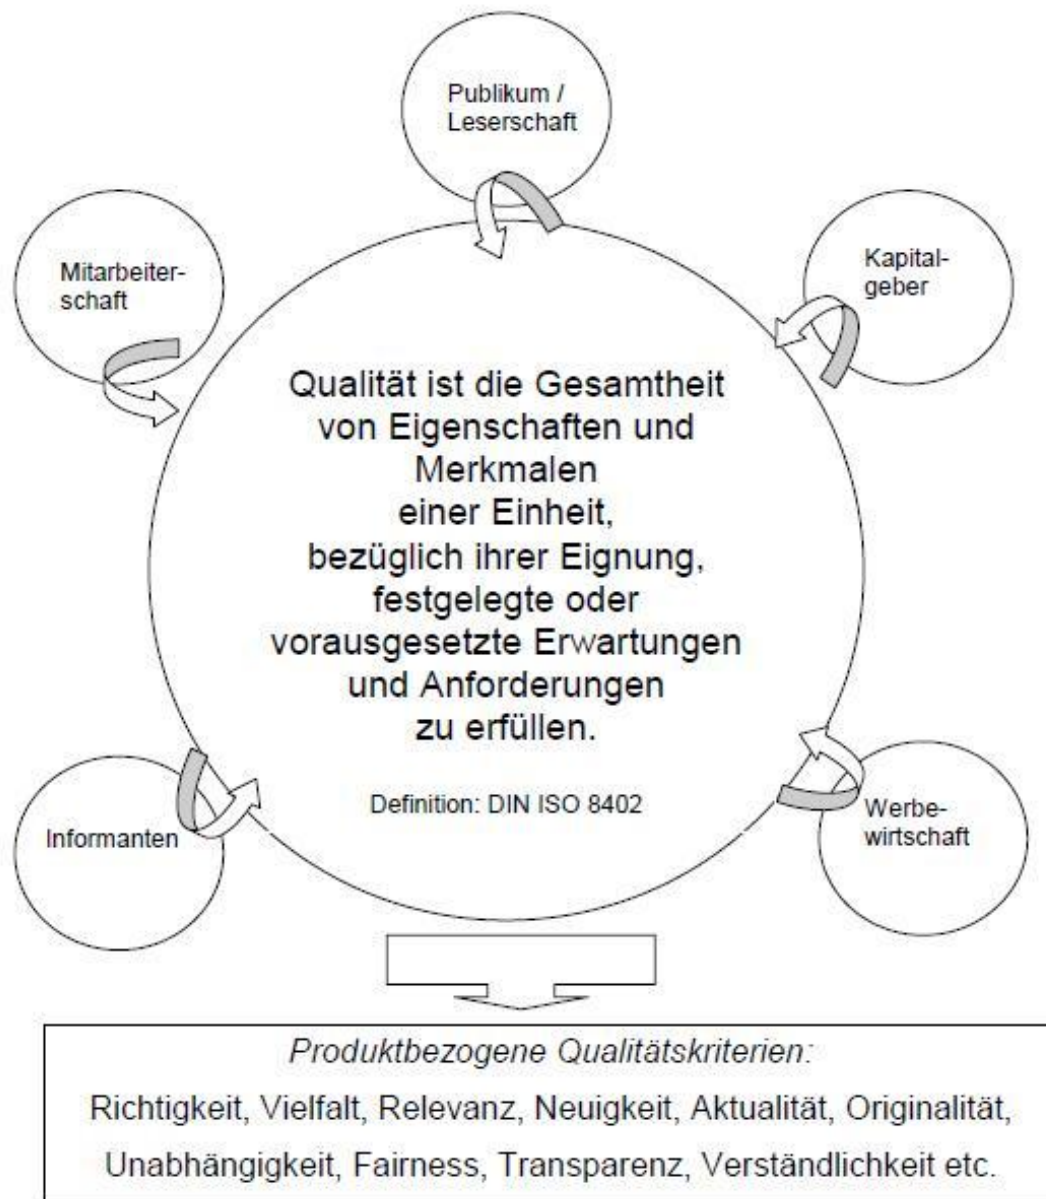 Publikum /
Leserschaft
Mitarbeiter-
schaft
Kapital-
geber
Qualität ist die Gesamtheit
von Eigenschaften und
Merkmalen
einer Einheit,
bezüglich ihrer Eignung,
festgelegte oder
vorausgesetzte Erwartungen
und Anforderungen
zu erfüllen.
Definition: DIN ISO 8402
Informanten
Werbe-
wirtschaft
Produktbezogene Qualitätskriterien:
Richtigkeit, Vielfalt, Relevanz, Neuigkeit, Aktualität, Originalität,
Unabhängigkeit, Fairness, Transparenz, Verständlichkeit etc.